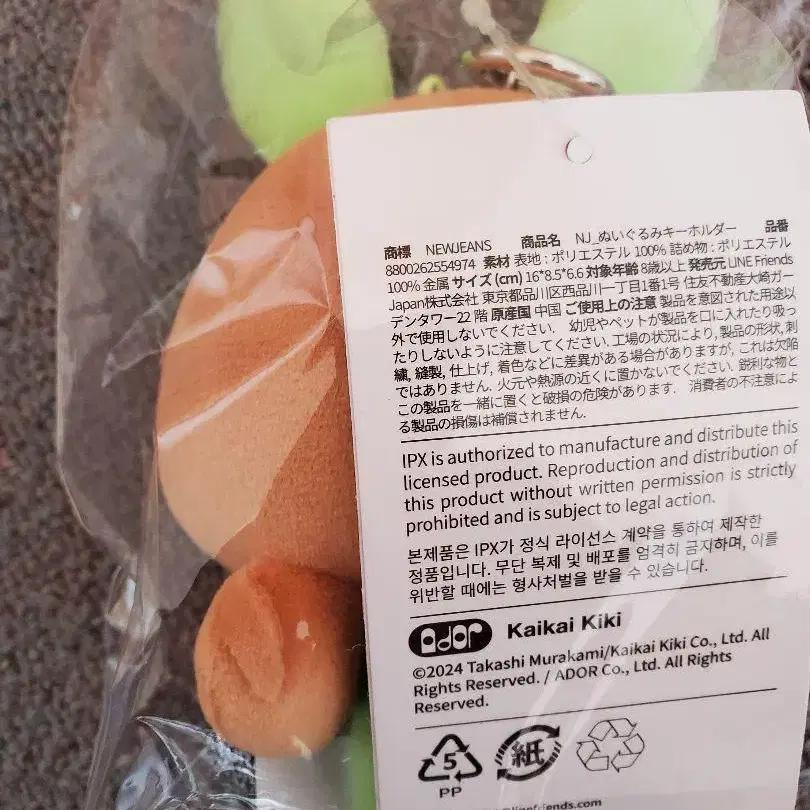 商標 NEWJEANS 商品名 NJ_ぬいぐるみキーホルダー 品番
8800262554974 素材 表地 : ポリエステル 100% 詰め物 : ポリエステル
100% 金属 サイズ (cm) 16*8.5*6.6 対象年齢 8歳以上 発売元 LINE Friends
Japan株式会社 東京都品川区西品川一丁目1番1号 住友不動産大崎ガー
デンタワー22 階 原産国 中国 ご使用上の注意 製品を意図された用途以
外で使用しないでください. 幼児やペットが製品を口に入れたり吸っ
たりしないように注意してください. 工場の状況により, 製品の形状, 刺
繍, 縫製, 仕上げ, 着色などに差異がある場合がありますが, これは欠陥
ではありません. 火元や熱源の近くに置かないでください. 鋭利な物と
この製品を一緒に置くと破損の危険があります. 消費者の不注意によ
る製品の損傷は補償されません.
IPX is authorized to manufacture and distribute this
licensed product. Reproduction and distribution of
this product without written permission is strictly
prohibited and is subject to legal action.
본제품은 IPX가 정식 라이선스 계약을 통하여 제작한
정품입니다. 무단 복제 및 배포를 엄격히 금지하며, 이를
위반할 때에는 형사처벌을 받을 수 있습니다.
ador Kaikai Kiki
©2024 Takashi Murakami/Kaikai Kiki Co., Ltd. All
Rights Reserved. / ADOR Co., Ltd. All Rights
Reserved.
5 紙
PP
@linefriends.com